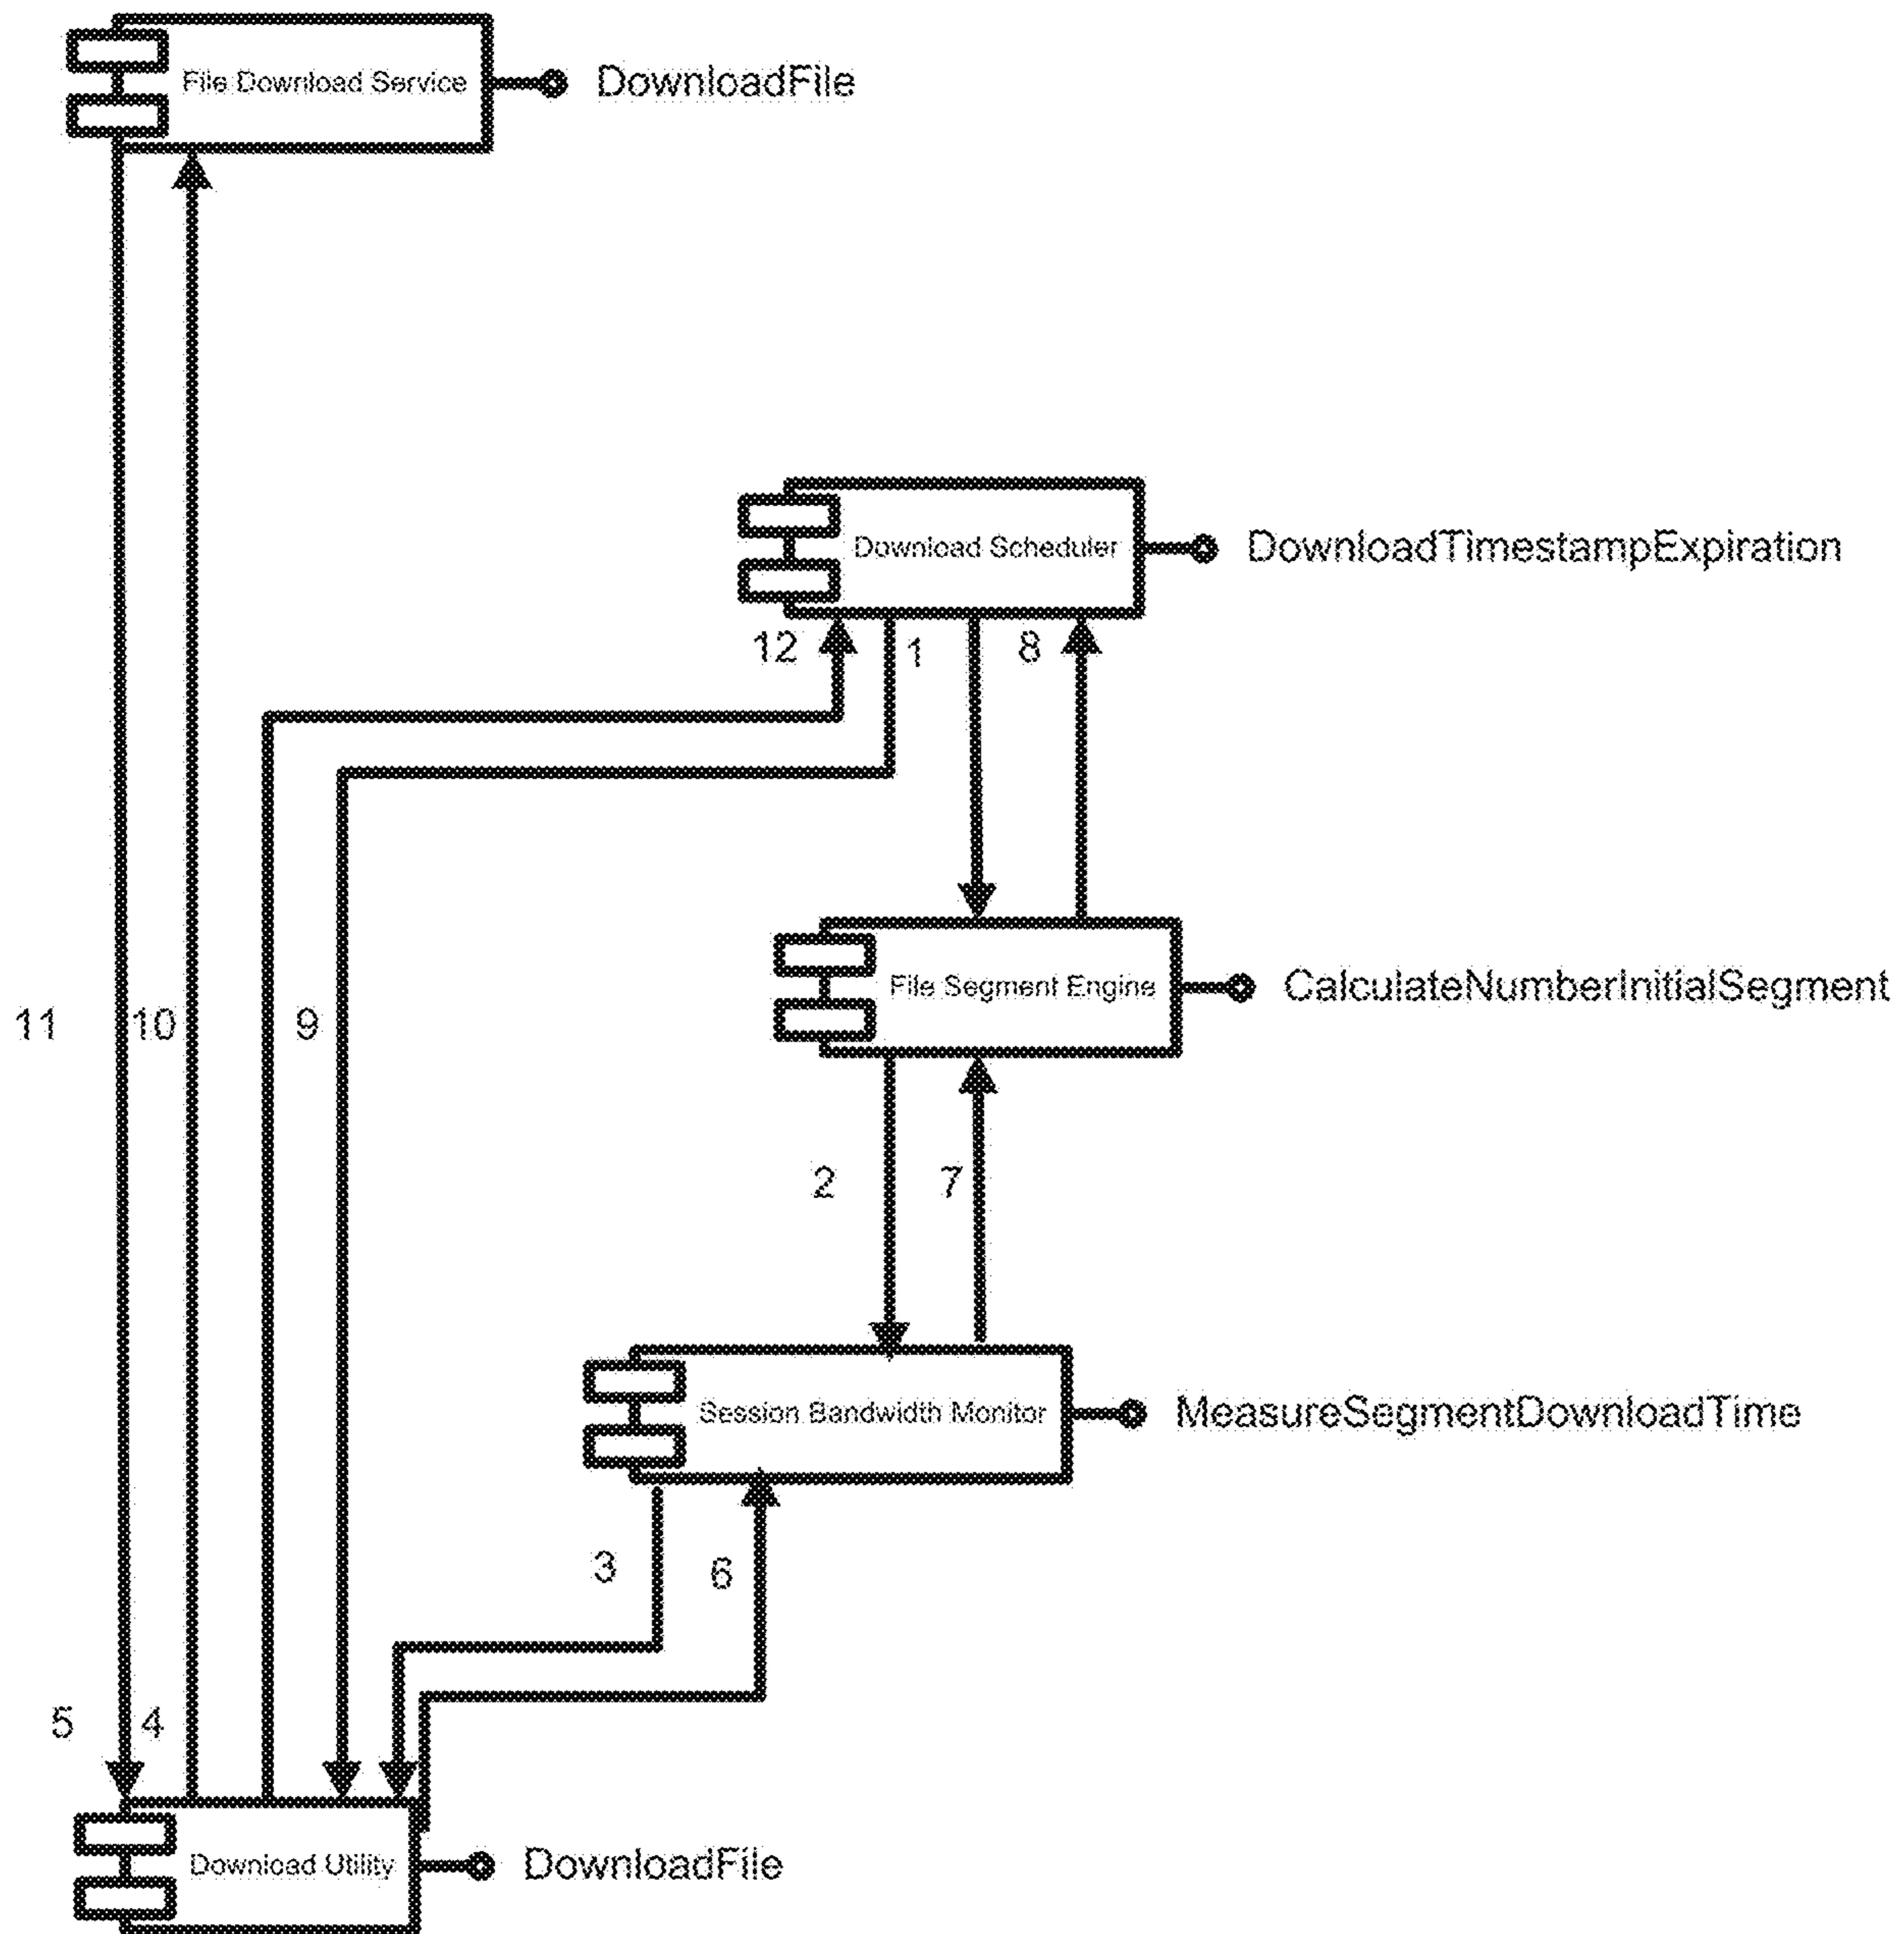 File Download Service
DownloadFile
Download Scheduler
DownloadTimestampExpiration
12
1
8
File Segment Engine
CalculateNumberInitialSegment
11
10
9
2
7
Session Bandwidth Monitor
MeasureSegmentDownloadTime
3
6
5
4
Download Utility
DownloadFile